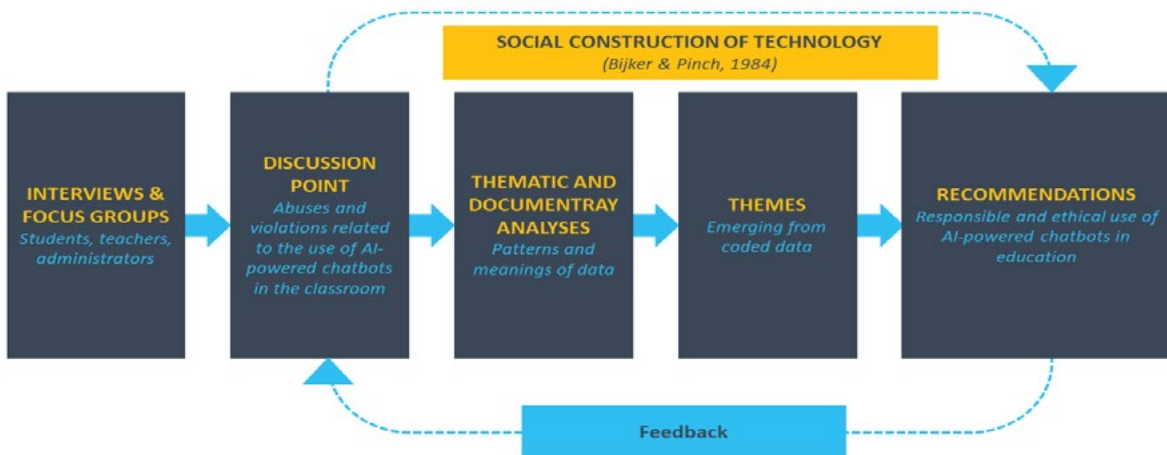 SOCIAL CONSTRUCTION OF TECHNOLOGY
(Bijker & Pinch, 1984)
INTERVIEWS &
FOCUS GROUPS
Students, teachers,
administrators
DISCUSSION
POINT
Abuses and
violations related
to the use of AI-
powered chatbots
in the classroom
THEMATIC AND
DOCUMENTRAY
ANALYSES
Patterns and
meanings of data
THEMES
Emerging from
coded data
RECOMMENDATIONS
Responsible and ethical use of
AI-powered chatbots in
education
Feedback